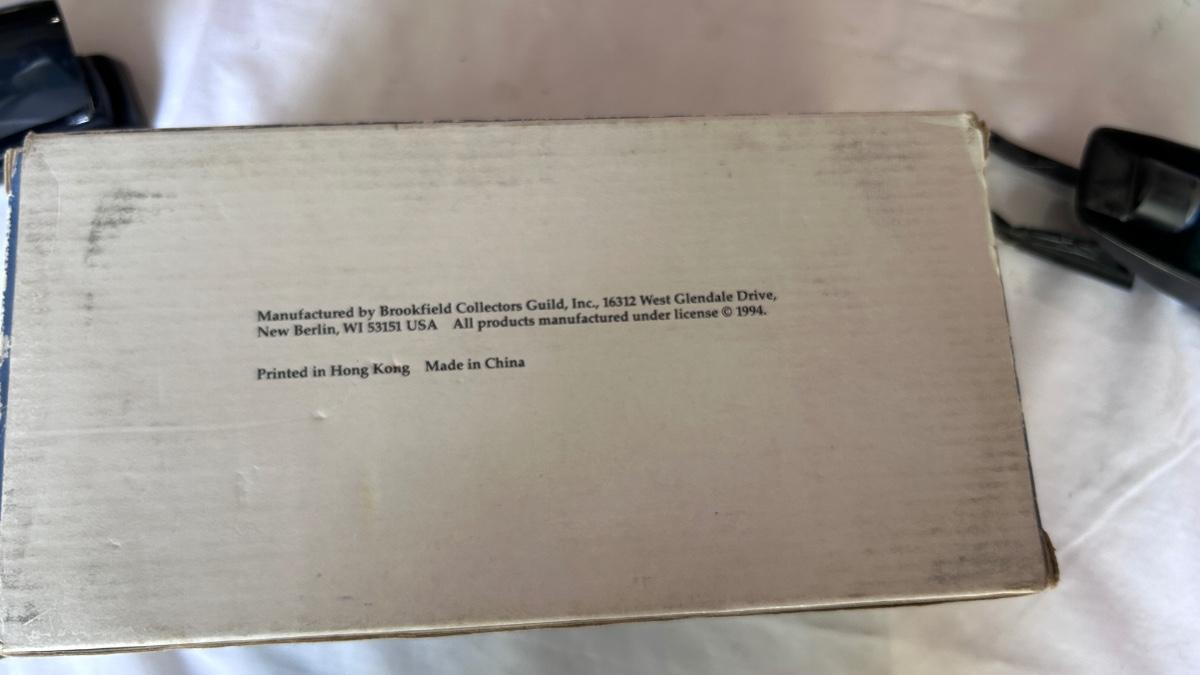 Manufactured by Brookfield Collectors Guild, Inc., 16312 West Glendale Drive,
New Berlin, WI 53151 USA All products manufactured under license © 1994.
Printed in Hong Kong Made in China